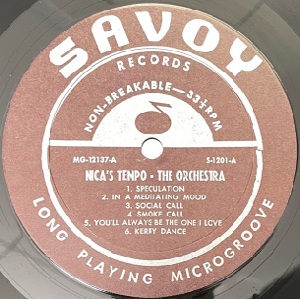 SAVOY
RECORDS
NON-BREAKABLE—33⅓RPM
MG-12137-A S-1201-A
NICA'S TEMPO - THE ORCHESTRA
1. SPECULATION
2. IN A MEDITATING MOOD
3. SOCIAL CALL
4. SMOKE CALL
5. YOU'LL ALWAYS BE THE ONE I LOVE
6. KERRY DANCE
LONG PLAYING MICROGROOVE